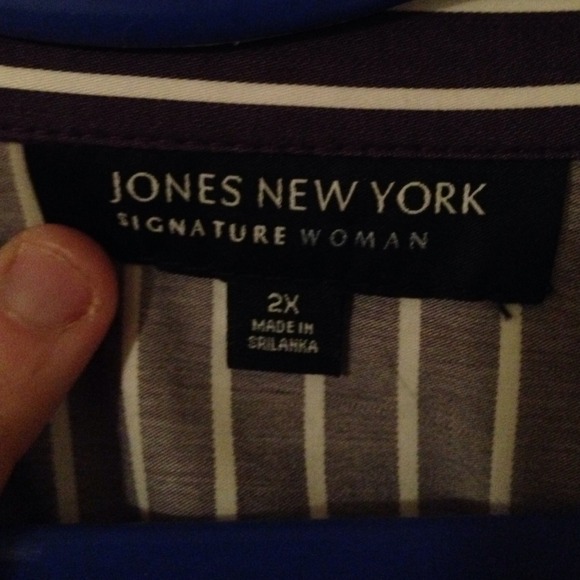 JONES NEW YORK
SIGNATURE WOMAN
2X
MADE IN
SRI LANKA